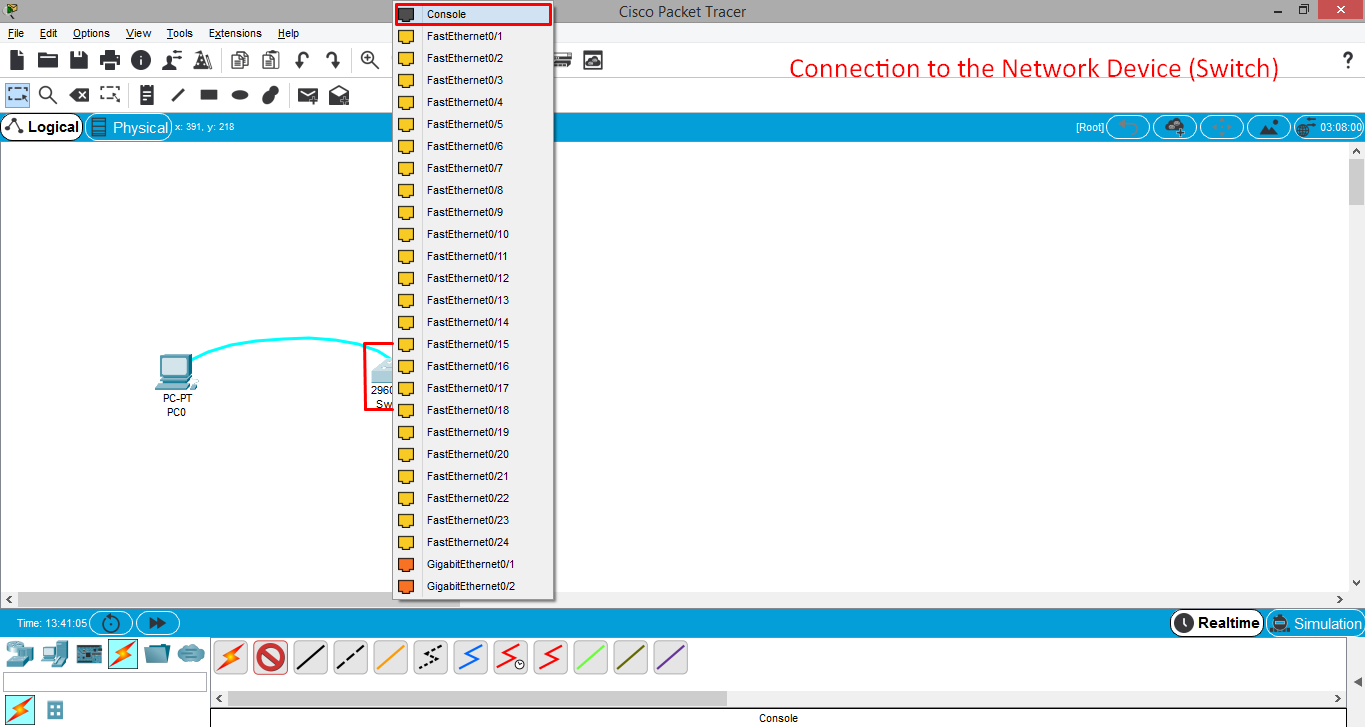 Cisco Packet Tracer
File Edit Options View Tools Extensions Help
Connection to the Network Device (Switch)
?
Logical
Physical
x: 391, y: 218
[Root]
03:08:00
Console
FastEthernet0/1
FastEthernet0/2
FastEthernet0/3
FastEthernet0/4
FastEthernet0/5
FastEthernet0/6
FastEthernet0/7
FastEthernet0/8
FastEthernet0/9
FastEthernet0/10
FastEthernet0/11
FastEthernet0/12
FastEthernet0/13
FastEthernet0/14
FastEthernet0/15
FastEthernet0/16
FastEthernet0/17
FastEthernet0/18
FastEthernet0/19
FastEthernet0/20
FastEthernet0/21
FastEthernet0/22
FastEthernet0/23
FastEthernet0/24
GigabitEthernet0/1
GigabitEthernet0/2
PC-PT
PC0
2960
Sw
Time: 13:41:05
Realtime
Simulation
Console